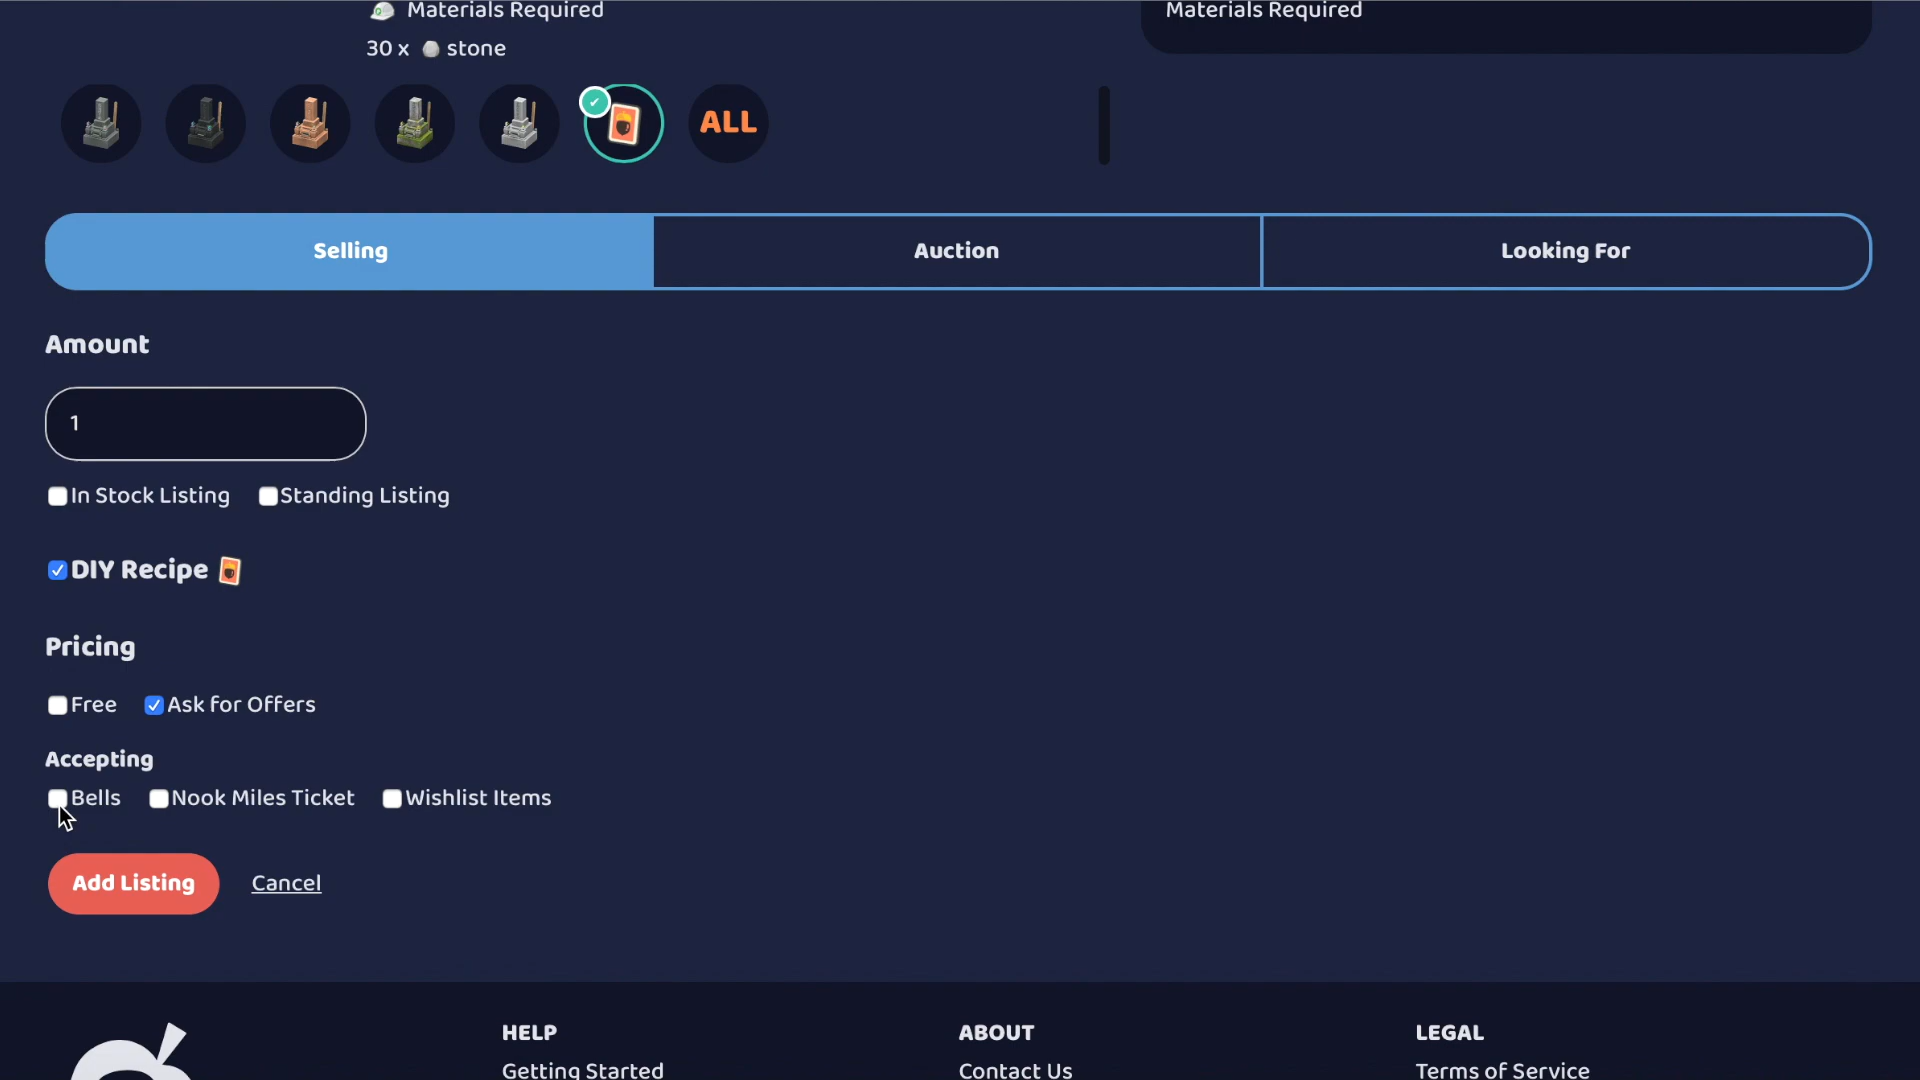 Materials Required
Materials Required
30 x stone
ALL
Selling
Auction
Looking For
Amount
1
In Stock Listing
Standing Listing
DIY Recipe
Pricing
Free
Ask for Offers
Accepting
Bells
Nook Miles Ticket
Wishlist Items
Add Listing
Cancel
HELP
ABOUT
LEGAL
Getting Started
Contact Us
Terms of Service